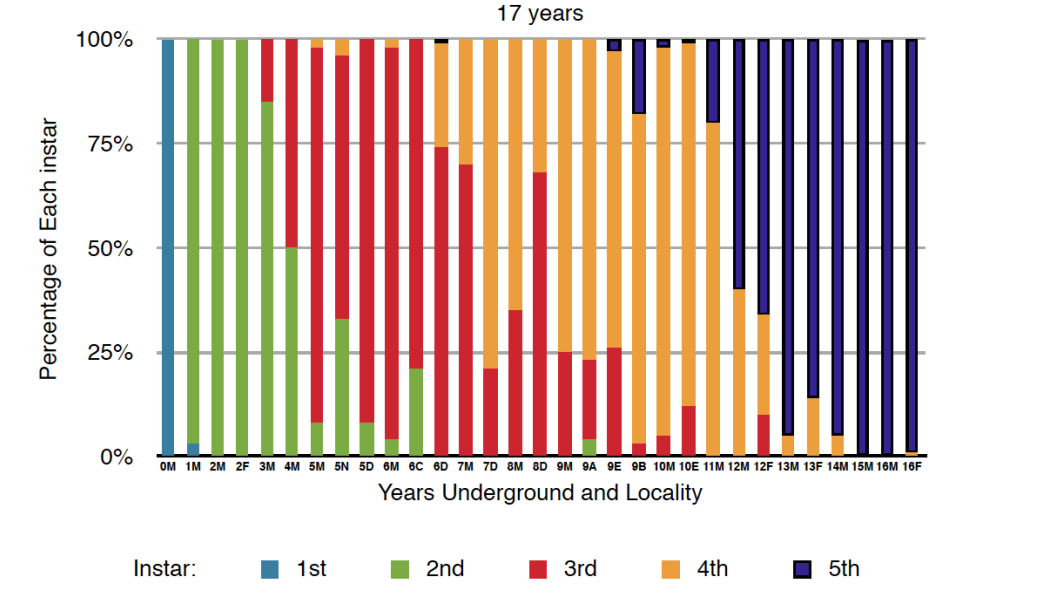 17 years
100%
75%
50%
25%
0%
Percentage of Each instar
0M 1M 2M 2F 3M 4M 5M 5N 5D 6M 6C 6D 7M 7D 8M 8D 9M 9A 9E 9B 10M 10E 11M 12M 12F 13M 13F 14M 15M 16M 16F
Years Underground and Locality
Instar: 1st 2nd 3rd 4th 5th